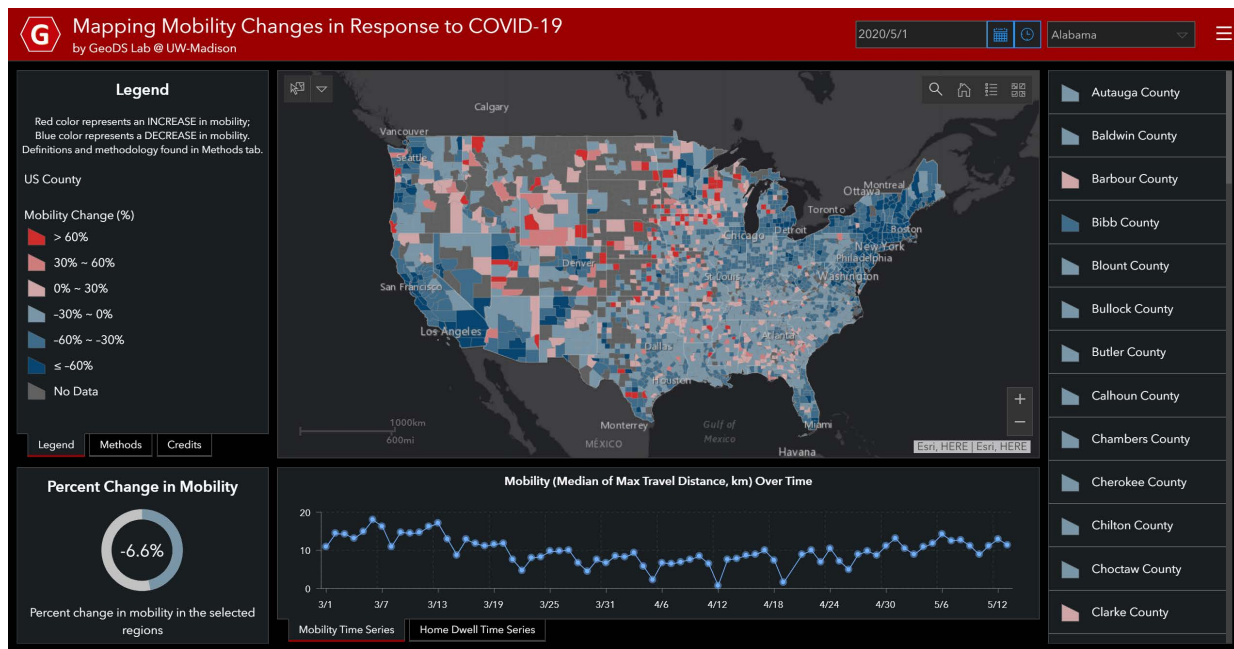 G
Mapping Mobility Changes in Response to COVID-19
by GeoDS Lab @ UW-Madison
2020/5/1
Alabama
Legend
Red color represents an INCREASE in mobility;
Blue color represents a DECREASE in mobility.
Definitions and methodology found in Methods tab.
US County
Mobility Change (%)
> 60%
30% ~ 60%
0% ~ 30%
-30% ~ 0%
-60% ~ -30%
≤ -60%
No Data
Legend Methods Credits
Calgary
Vancouver
Seattle
Montreal
Ottawa
Toronto
Boston
Chicago Detroit
New York
Philadelphia
Denver
St Louis Washington
San Francisco
Los Angeles
Atlanta
Dallas
Houston
1000km
600mi
Monterrey
Gulf of
Mexico
Miami
MÉXICO
Havana
+
−
Esri, HERE | Esri, HERE
Autauga County
Baldwin County
Barbour County
Bibb County
Blount County
Bullock County
Butler County
Calhoun County
Chambers County
Cherokee County
Chilton County
Choctaw County
Clarke County
Percent Change in Mobility
-6.6%
Percent change in mobility in the selected
regions
Mobility (Median of Max Travel Distance, km) Over Time
20
10
0
3/1 3/7 3/13 3/19 3/25 3/31 4/6 4/12 4/18 4/24 4/30 5/6 5/12
Mobility Time Series Home Dwell Time Series